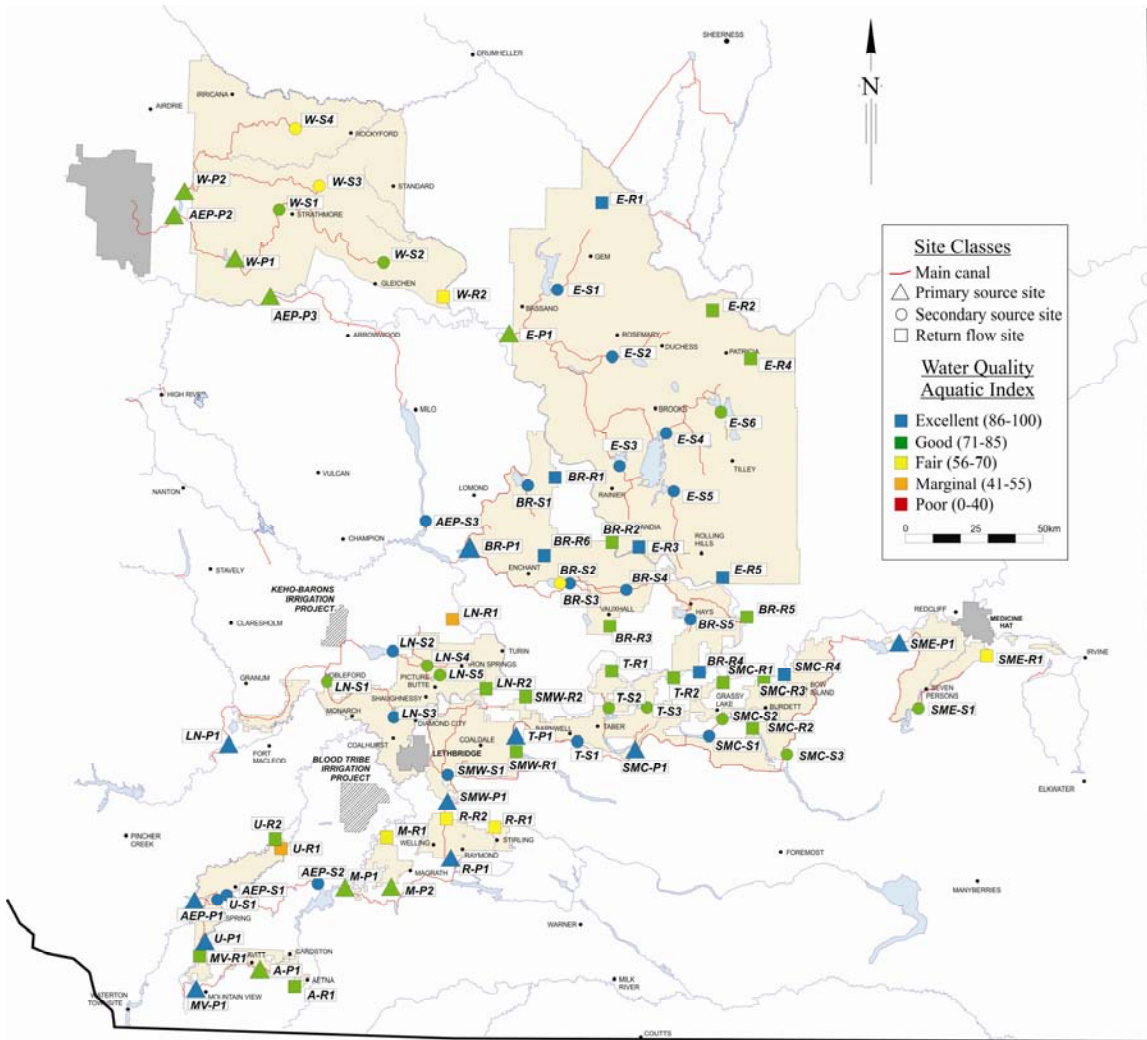 SHEERNESS
DRUMHELLER
IRRICANA
AIRDRIE
W-S4
ROCKYFORD
N
W-P2
W-S3
STANDARD
W-S1
STRATHMORE
AEP-P2
E-R1
W-P1
W-S2
GLEICHEN
W-R2
AEP-P3
GEM
E-S1
BASSANO
E-R2
E-P1
ROSEMARY
DUCHESS
E-S2
PATRICIA
E-R4
Site Classes
Main canal
Primary source site
Secondary source site
Return flow site
Water Quality
Aquatic Index
Excellent (86-100)
Good (71-85)
Fair (56-70)
Marginal (41-55)
Poor (0-40)
0 25 50km
HIGH RIVE
MILO
BROOKS
E-S6
E-S4
E-S3
VULCAN
TILLEY
BR-R1
LOMOND
RAINIER
NANTON
BR-S1
E-S5
AEP-S3
BR-R2
CHAMPION
BR-P1
BR-R6
E-R3
ROLLING
HILLS
STAVELY
ENCHANT
BR-S2
E-R5
BR-S4
BR-S3
KEHO-BARONS
IRRIGATION
PROJECT
VAUXHALL
HAYS
REDCLIFF
MEDICINE
HAT
LN-R1
BR-R5
CLARESHOLM
BR-S5
BR-R3
LN-S2
TURIN
SME-P1
LN-S4
IRON SPRINGS
T-R1
BR-R4
SMC-R4
SME-R1
IRVINE
GRANUM
LN-S5
PICTURE
BUTTE
SMC-R1
LN-S1
LN-R2
T-R2
SMC-R3
BOW
ISLAND
SEVEN
PERSONS
SHAUGHNESSY
SMW-R2
T-S2
GRASSY
LAKE
BURDETT
SME-S1
MONARCH
LN-S3
T-S3
SMC-S2
DIAMOND CITY
TABER
SMC-R2
LN-P1
COALHURST
COALDALE
T-P1
SMC-S1
FORT
MACLEOD
LETHBRIDGE
T-S1
SMC-P1
SMC-S3
BLOOD TRIBE
IRRIGATION
PROJECT
SMW-R1
SMW-S1
ELKWATER
SMW-P1
R-R2
U-R2
M-R1
R-R1
PINCHER
CREEK
WELLING
STIRLING
U-R1
RAYMOND
FOREMOST
AEP-S2
MAGRATH
R-P1
M-P1
AEP-S1
M-P2
MANYBERRIES
U-S1
AEP-P1
SPRING
WARNER
U-P1
MV-R1
CARDSTON
A-P1
AETNA
MILK
RIVER
MOUNTAIN VIEW
A-R1
MV-P1
COUTTS